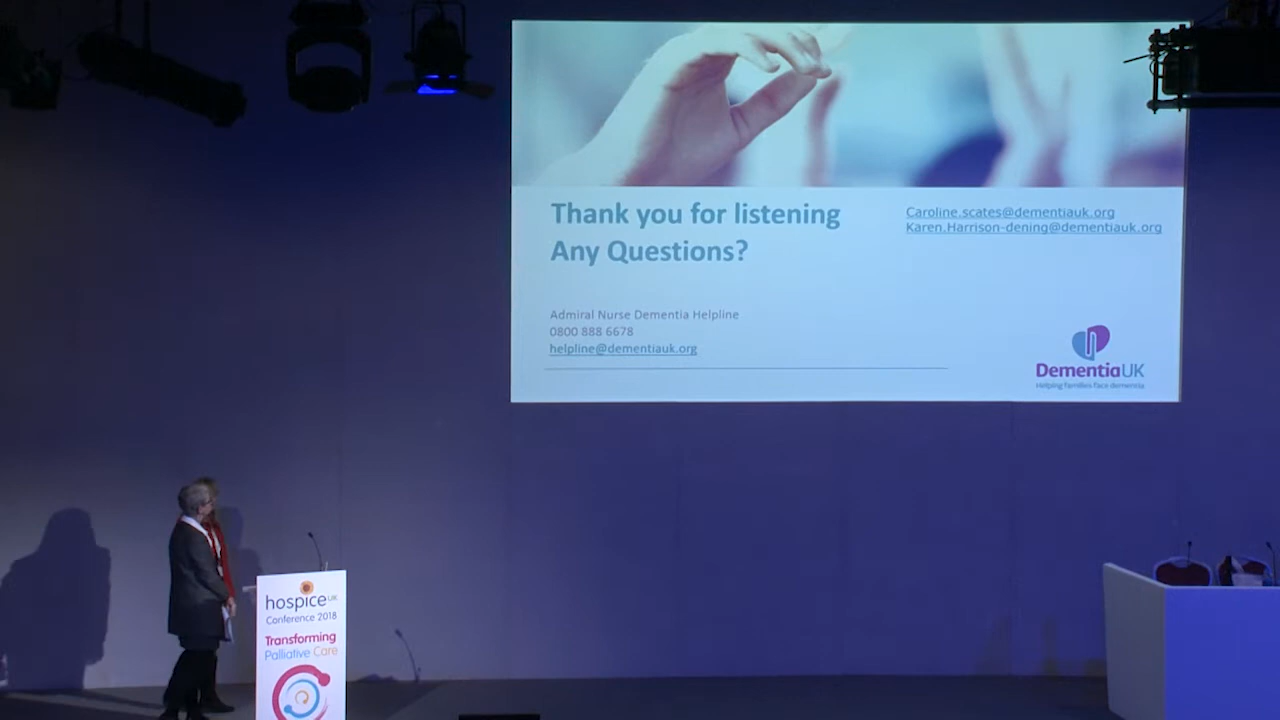 Thank you for listening
Any Questions?
Caroline.scates@dementiauk.org
Karen.Harrison-dening@dementiauk.org
Admiral Nurse Dementia Helpline
0800 888 6678
helpline@dementiauk.org
DementiaUK
Helping families face dementia
hospice UK
Conference 2018
Transforming
Palliative Care